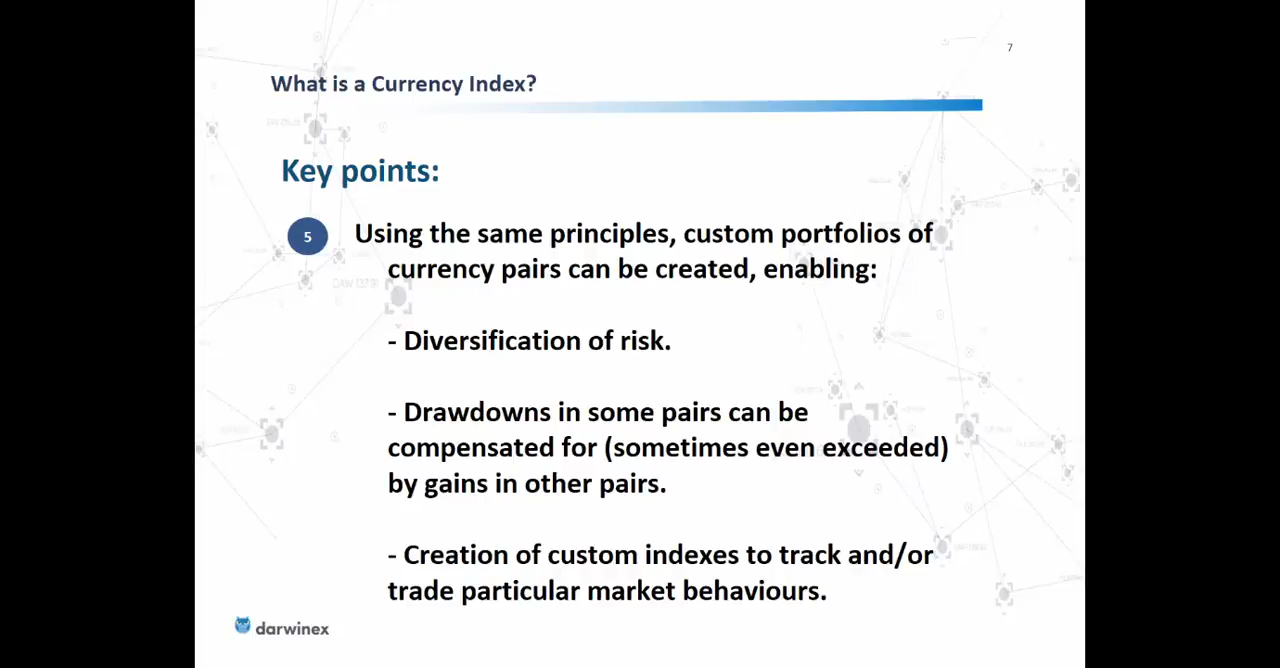 7
What is a Currency Index?
Key points:
5 Using the same principles, custom portfolios of
currency pairs can be created, enabling:
- Diversification of risk.
- Drawdowns in some pairs can be
compensated for (sometimes even exceeded)
by gains in other pairs.
- Creation of custom indexes to track and/or
trade particular market behaviours.
darwinex